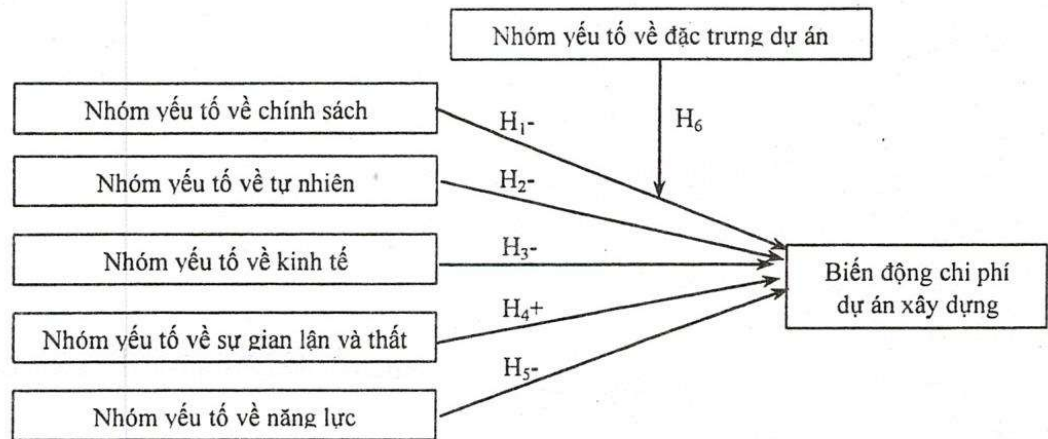 Nhóm yếu tố về đặc trưng dự án
Nhóm yếu tố về chính sách
H₁-
H₆
Nhóm yếu tố về tự nhiên
H₂-
Nhóm yếu tố về kinh tế
H₃-
Biến động chi phí
dự án xây dựng
Nhóm yếu tố về sự gian lận và thất
H₄+
Nhóm yếu tố về năng lực
H₅-